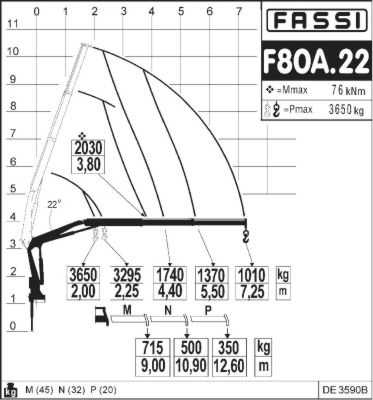 0 1 2 3 4 5 6 7
11
10
9
8
7
6
5
4
3
2
1
0
FASSI
F80A.22
❖ =Mmax 76 kNm
=Pmax 3650 kg
❖
2030
3,80
22°
3650 3295 1740 1370 1010 kg
2,00 2,25 4,40 5,50 7,25 m
M N P
715 500 350 kg
9,00 10,90 12,60 m
kg M (45) N (32) P (20) DE3590B